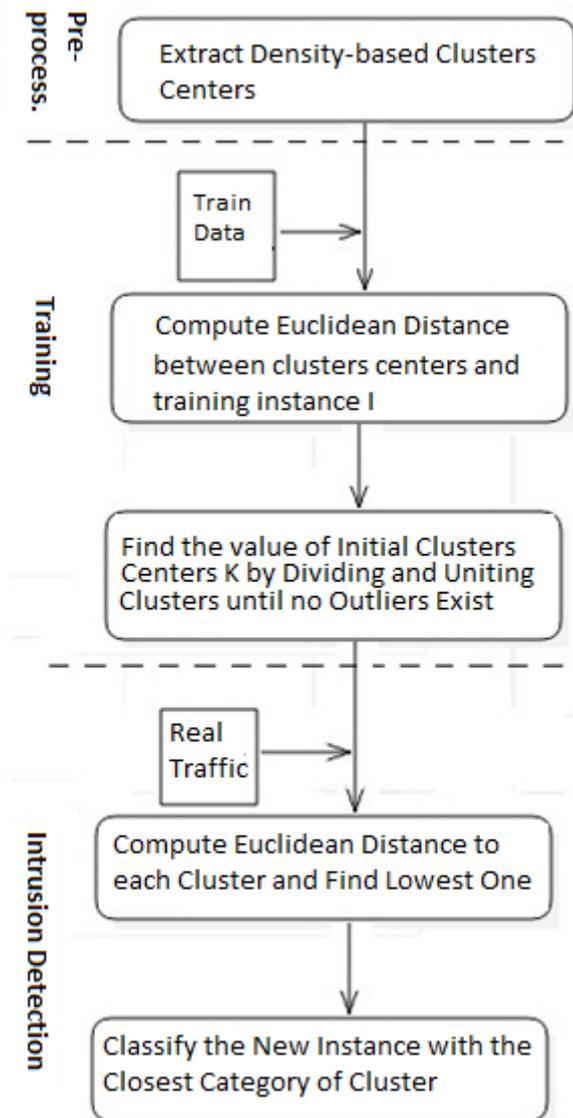 Pre-
process.
Extract Density-based Clusters
Centers
Train
Data
Training
Compute Euclidean Distance
between clusters centers and
training instance I
Find the value of Initial Clusters
Centers K by Dividing and Uniting
Clusters until no Outliers Exist
Real
Traffic
Intrusion Detection
Compute Euclidean Distance to
each Cluster and Find Lowest One
Classify the New Instance with the
Closest Category of Cluster